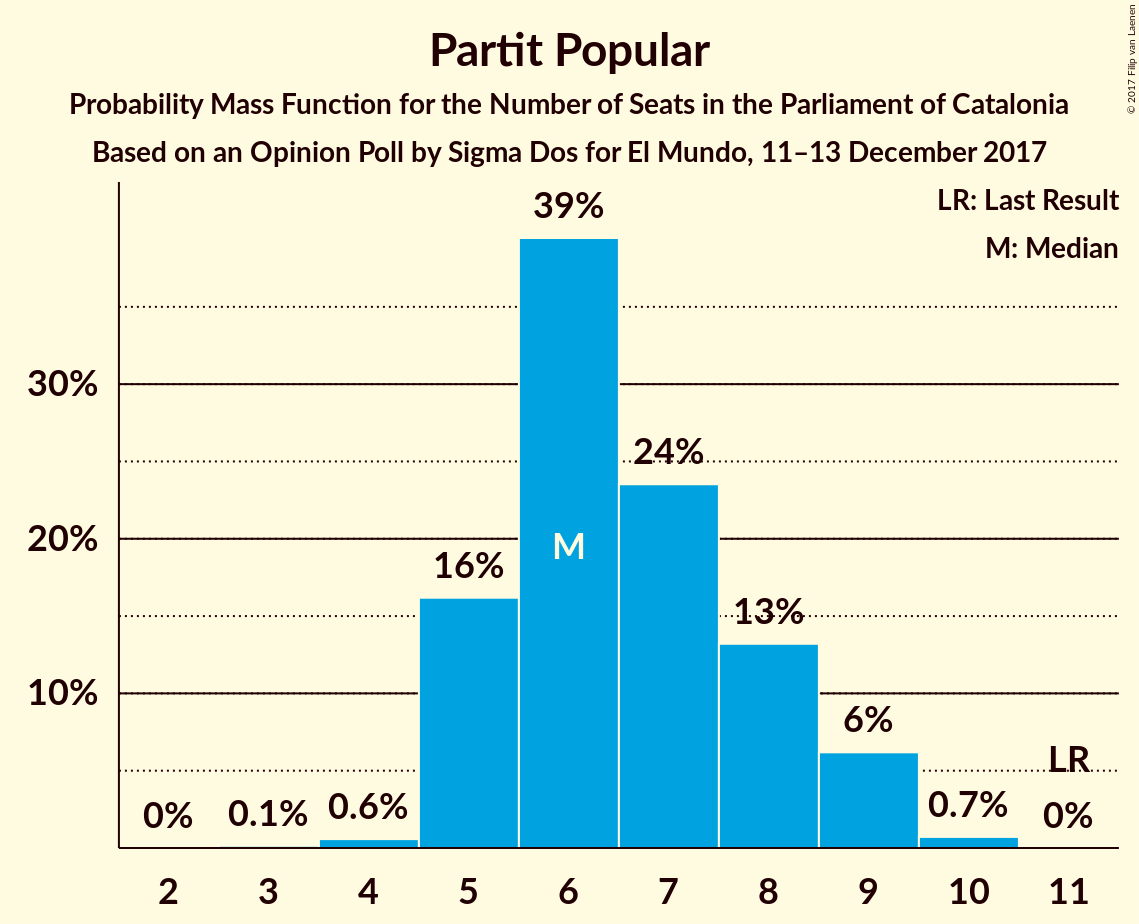 Partit Popular
Probability Mass Function for the Number of Seats in the Parliament of Catalonia
Based on an Opinion Poll by Sigma Dos for El Mundo, 11–13 December 2017
© 2017 Filip van Laenen
LR: Last Result
M: Median
39%
30%
24%
20%
M
16%
13%
10%
6%
LR
0%
0.1%
0.6%
0.7%
0%
2 3 4 5 6 7 8 9 10 11